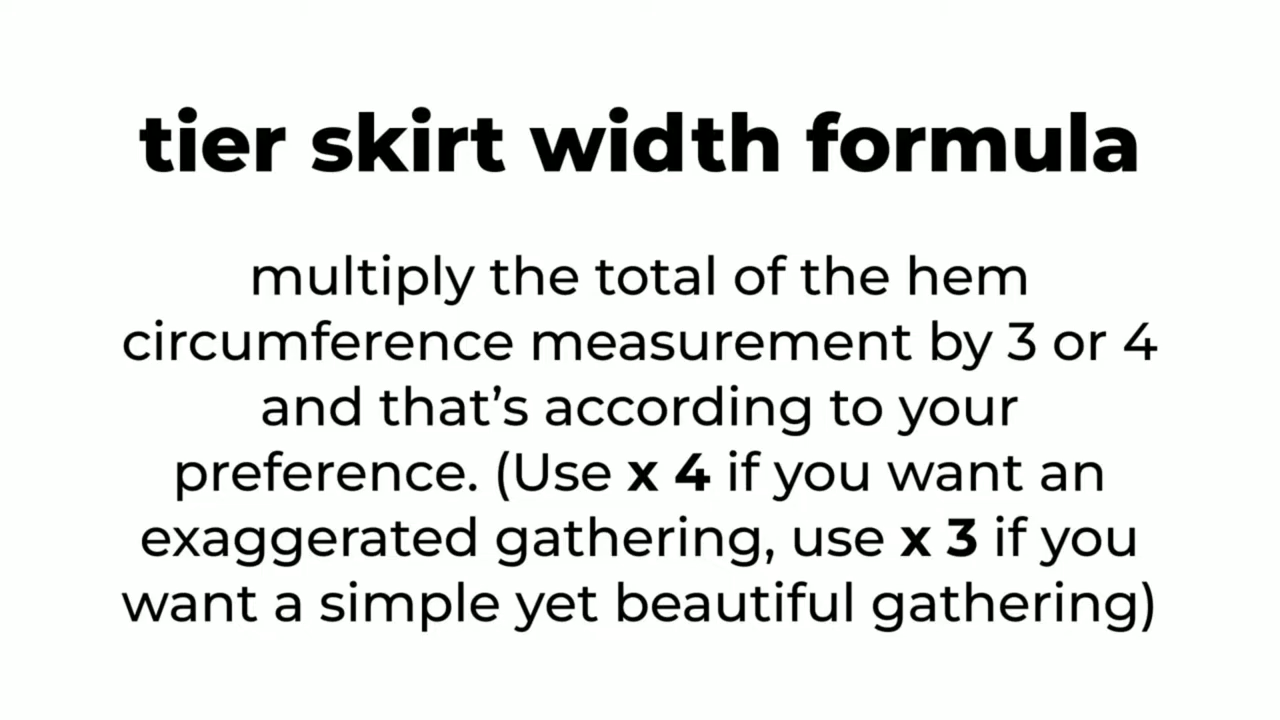 tier skirt width formula
multiply the total of the hem
circumference measurement by 3 or 4
and that’s according to your
preference. (Use x 4 if you want an
exaggerated gathering, use x 3 if you
want a simple yet beautiful gathering)